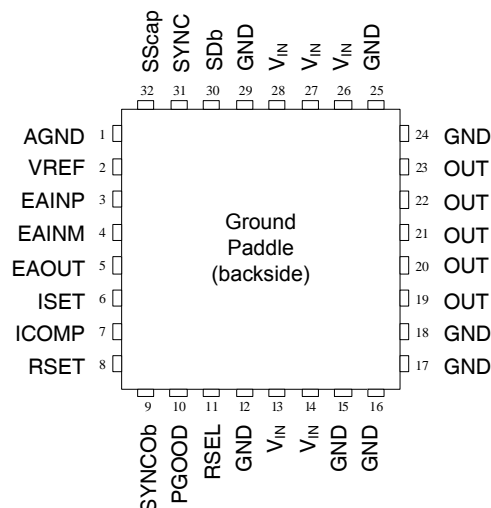 SScap SYNC SDb GND VIN VIN VIN GND
32 31 30 29 28 27 26 25
AGND 1 24 GND
VREF 2 23 OUT
EAINP 3 22 OUT
EAINM 4 21 OUT
EAOUT 5 20 OUT
ISET 6 19 OUT
ICOMP 7 18 GND
RSET 8 17 GND
Ground
Paddle
(backside)
9 10 11 12 13 14 15 16
SYNCOb PGOOD RSEL GND VIN VIN GND GND